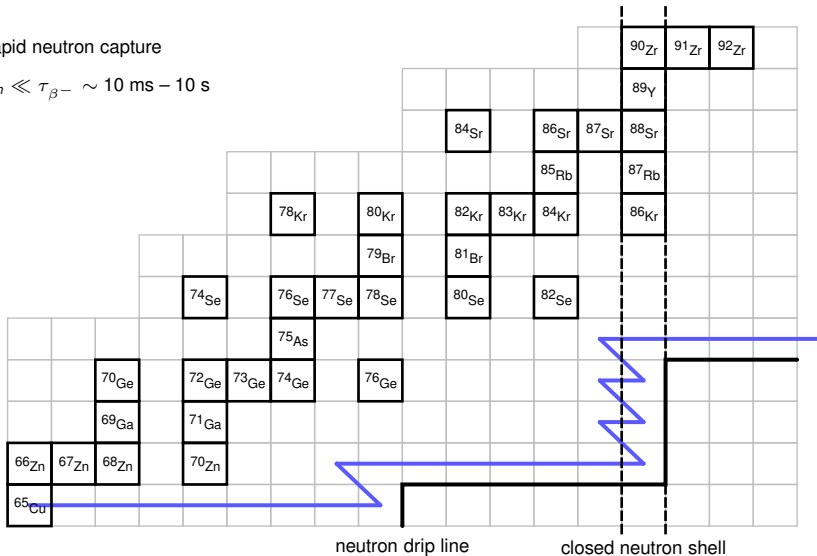 apid neutron capture
n ≪ τβ− ∼ 10 ms – 10 s
90Zr 91Zr 92Zr
89Y
84Sr 86Sr 87Sr 88Sr
85Rb 87Rb
78Kr 80Kr 82Kr 83Kr 84Kr 86Kr
79Br 81Br
74Se 76Se 77Se 78Se 80Se 82Se
75As
70Ge 72Ge 73Ge 74Ge 76Ge
69Ga 71Ga
66Zn 67Zn 68Zn 70Zn
65Cu
neutron drip line
closed neutron shell